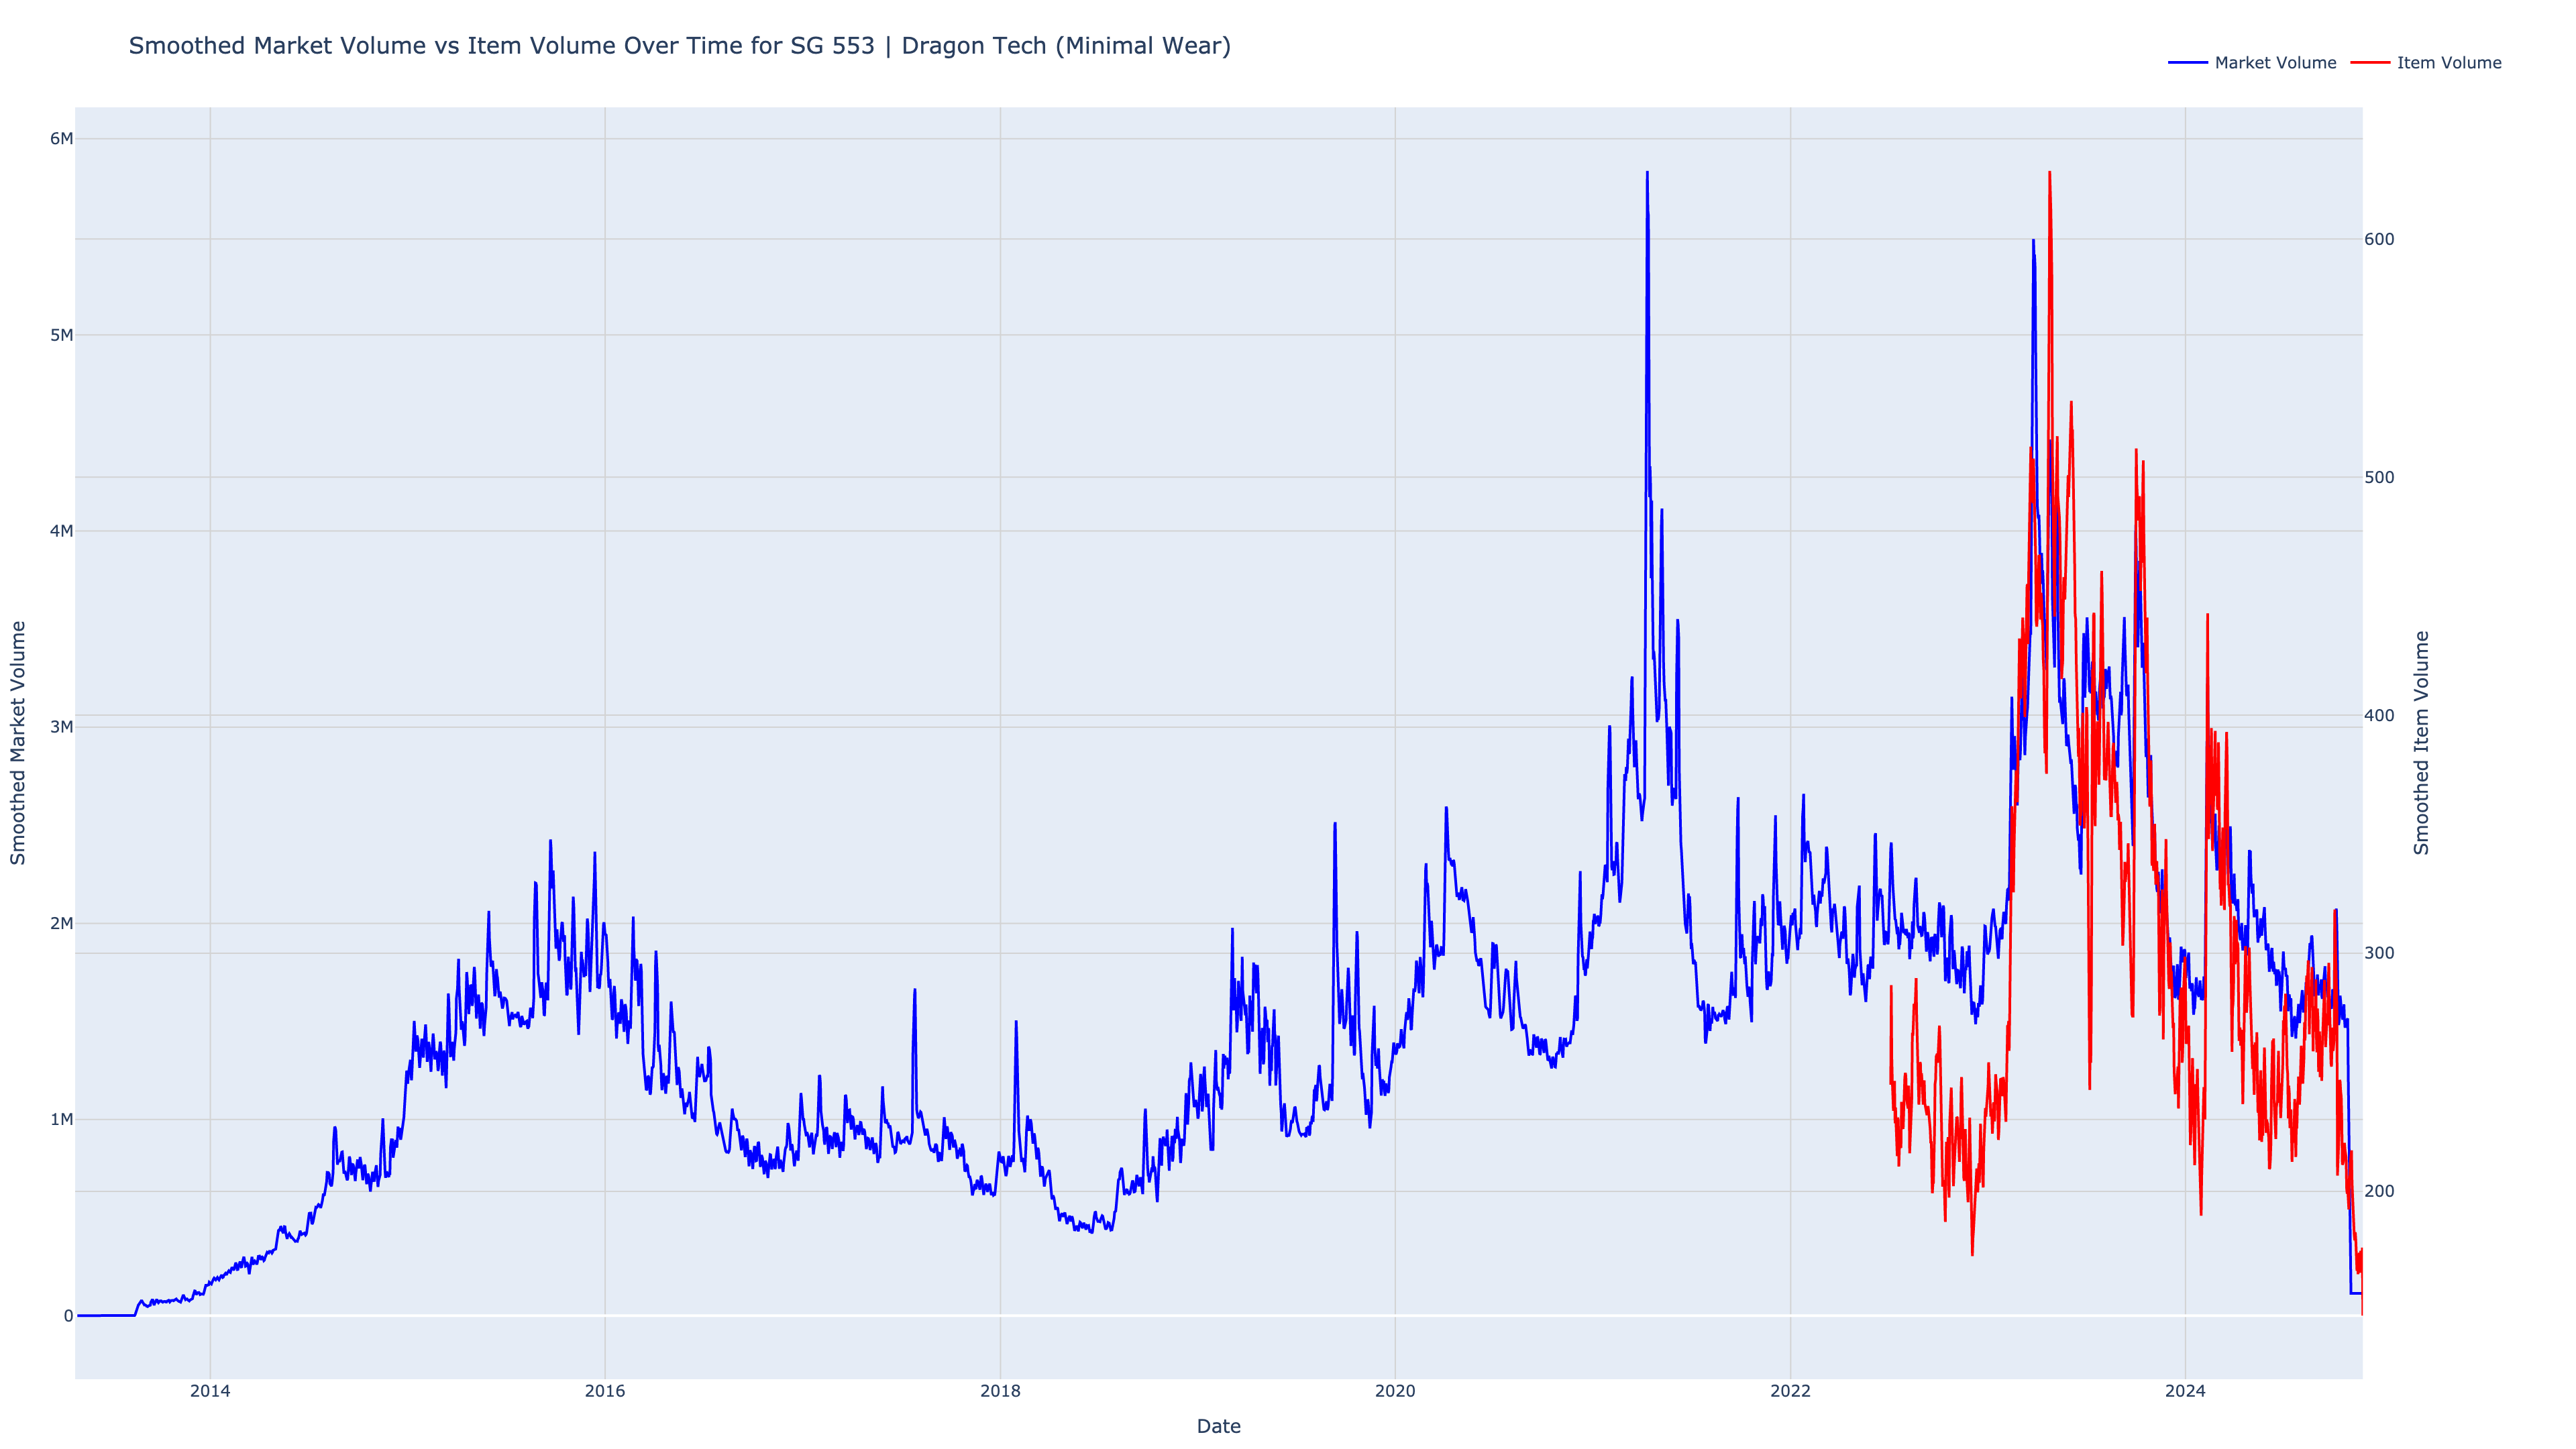 Smoothed Market Volume vs Item Volume Over Time for SG 553 | Dragon Tech (Minimal Wear)
Market Volume
Item Volume
6M
5M
4M
3M
2M
1M
0
Smoothed Market Volume
600
500
400
300
200
Smoothed Item Volume
2014
2016
2018
2020
2022
2024
Date